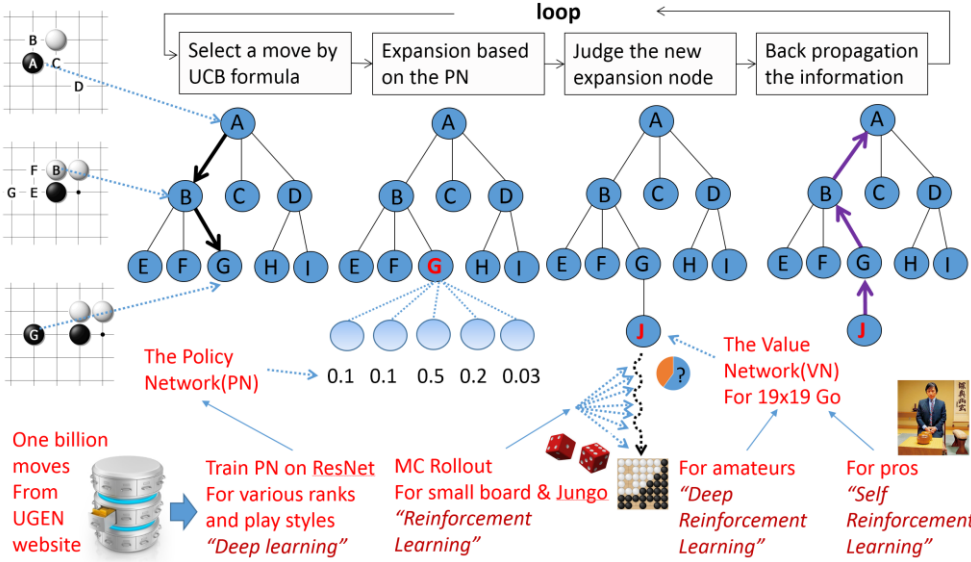 loop
Select a move by
UCB formula
Expansion based
on the PN
Judge the new
expansion node
Back propagation
the information
B
A
C
D
F
B
G
E
G
A
B
C
D
E
F
G
H
I
A
B
C
D
E
F
G
H
I
A
B
C
D
E
F
G
H
I
J
A
B
C
D
E
F
G
H
I
J
The Policy
Network(PN)
0.1 0.1 0.5 0.2 0.03
?
The Value
Network(VN)
For 19x19 Go
One billion
moves
From
UGEN
website
Train PN on ResNet
For various ranks
and play styles
“Deep learning”
MC Rollout
For small board & Jungo
“Reinforcement
Learning”
For amateurs
“Deep
Reinforcement
Learning”
For pros
“Self
Reinforcement
Learning”